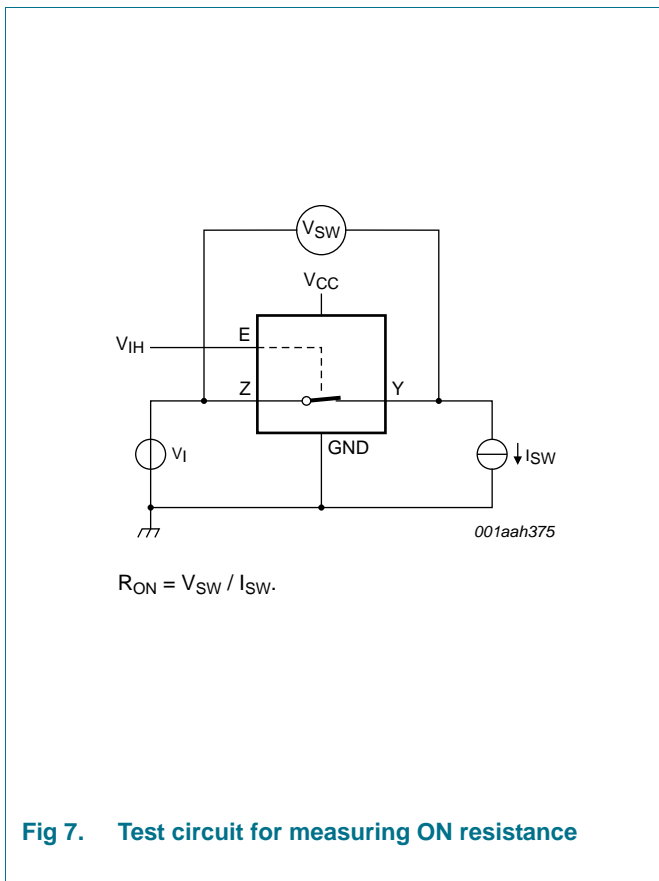 VSW
VCC
VIH
E
Z
Y
GND
VI
ISW
001aah375
RON = VSW / ISW.
Fig 7. Test circuit for measuring ON resistance